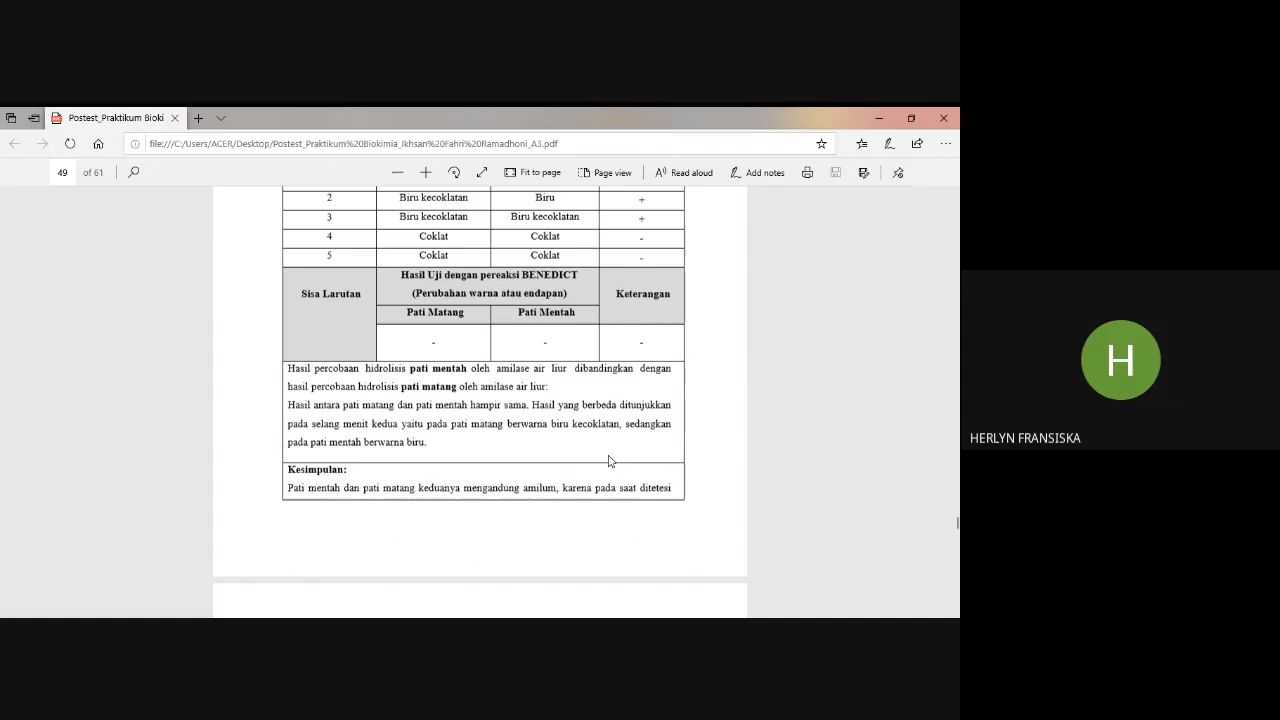 Postest_Praktikum Bioki
file:///C:/Users/ACER/Desktop/Postest_Praktikum%20Biokimia_Ikhsan%20Fahri%20Ramadhoni_A3.pdf
49 of 61 Fit to page Page view Read aloud Add notes
2 Biru kecoklatan Biru +
3 Biru kecoklatan Biru kecoklatan +
4 Coklat Coklat -
5 Coklat Coklat -
Hasil Uji dengan pereaksi BENEDICT
Sisa Larutan (Perubahan warna atau endapan) Keterangan
Pati Matang Pati Mentah
- - -
Hasil percobaan hidrolisis pati mentah oleh amilase air liur dibandingkan dengan
hasil percobaan hidrolisis pati matang oleh amilase air liur:
Hasil antara pati matang dan pati mentah hampir sama. Hasil yang berbeda ditunjukkan
pada selang menit kedua yaitu pada pati matang berwarna biru kecoklatan, sedangkan
pada pati mentah berwarna biru.
Kesimpulan:
Pati mentah dan pati matang keduanya mengandung amilum, karena pada saat ditetesi
H
HERLYN FRANSISKA